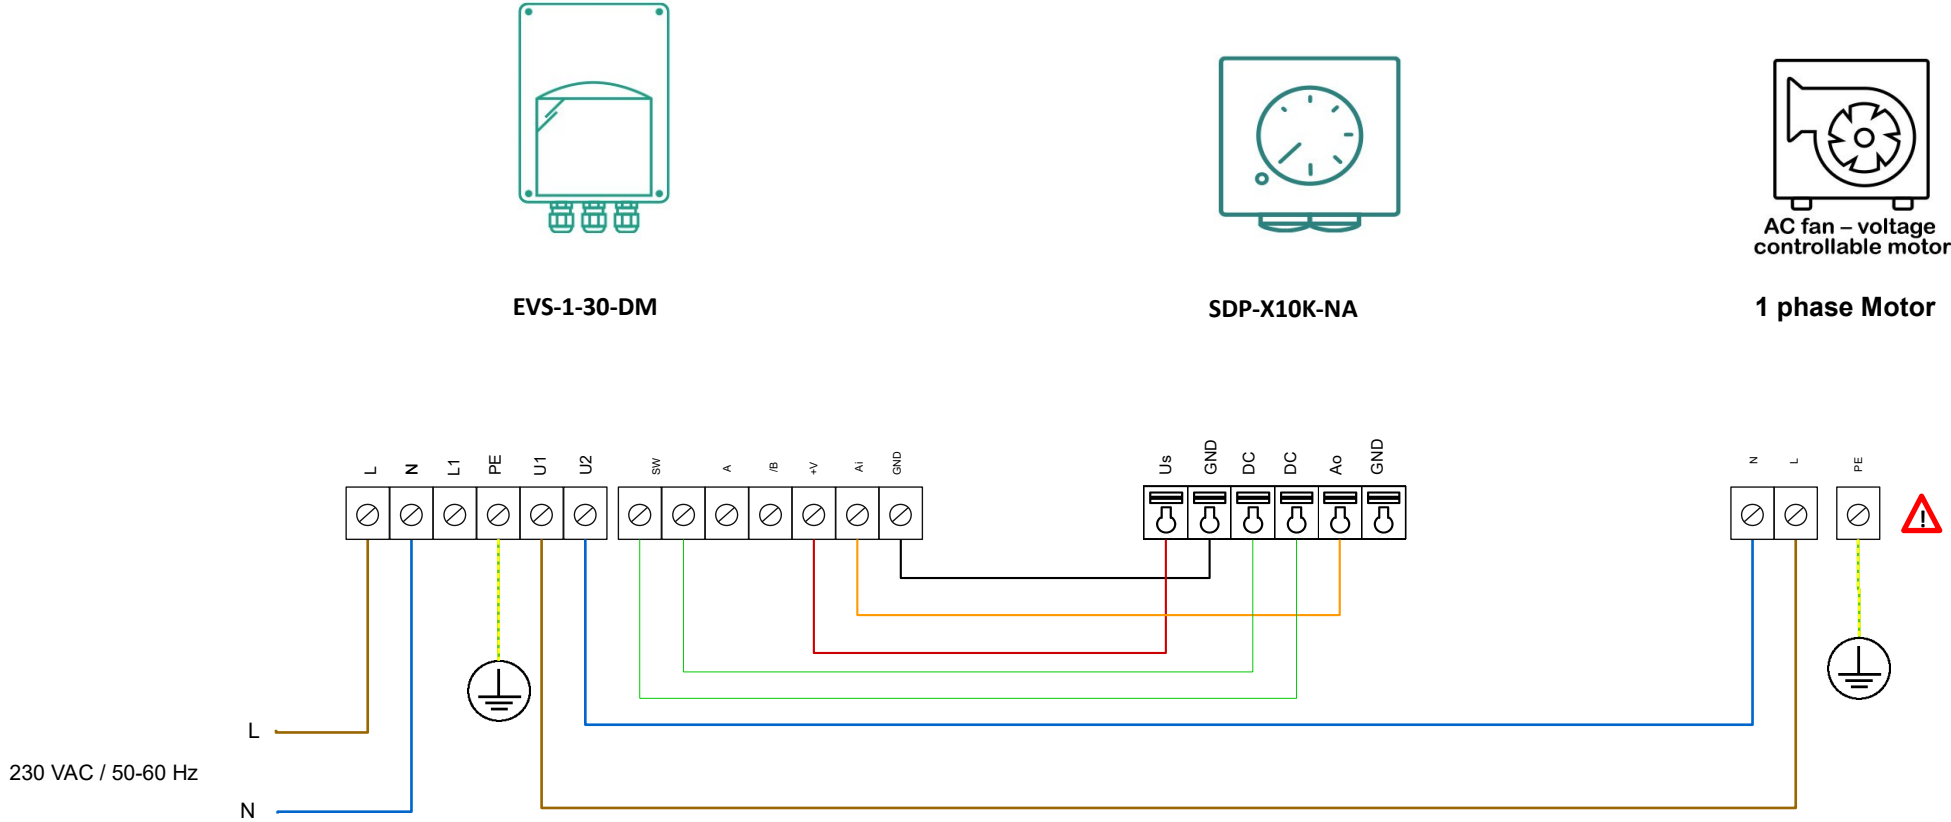 AC fan – voltage
controllable motor
EVS-1-30-DM
SDP-X10K-NA
1 phase Motor
L N L1 PE U1 U2 SW A /B +V Ai GND
Us GND DC DC Ao GND
N L PE
!
L
230 VAC / 50-60 Hz
N